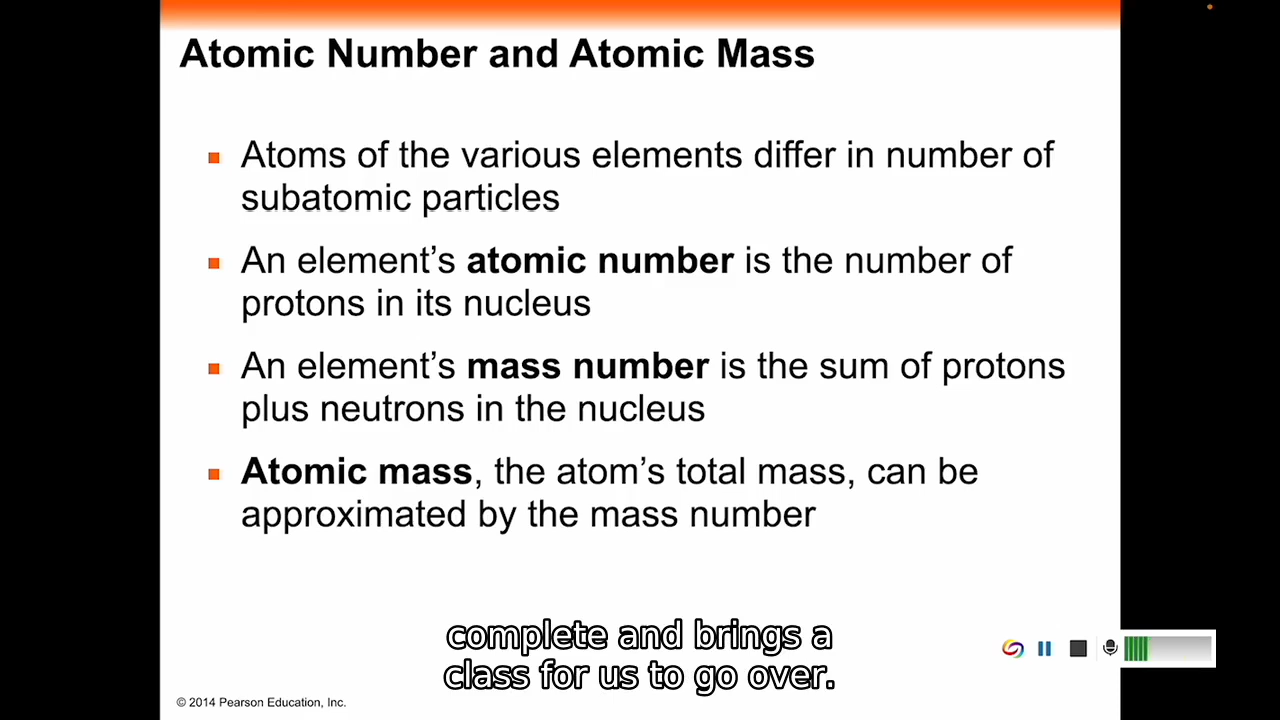 Atomic Number and Atomic Mass
Atoms of the various elements differ in number of
subatomic particles
An element’s atomic number is the number of
protons in its nucleus
An element’s mass number is the sum of protons
plus neutrons in the nucleus
Atomic mass, the atom’s total mass, can be
approximated by the mass number
complete and brings a
class for us to go over.
© 2014 Pearson Education, Inc.